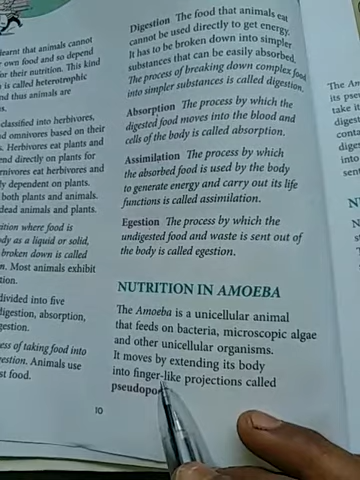 learnt that animals cannot
own food and so depend
for their nutrition. This kind
is called heterotrophic
and thus animals are
classified into herbivores,
and omnivores based on their
Herbivores eat plants and
directly on plants for
eat herbivores and
dependent on plants.
both plants and animals.
dead animals and plants.
where food is
as a liquid or solid,
broken down is called
Most animals exhibit
divided into five
digestion, absorption,
of taking food into
Animals use
food.
Digestion The food that animals eat
cannot be used directly to get energy.
It has to be broken down into simpler
substances that can be easily absorbed.
The process of breaking down complex food
into simpler substances is called digestion.
Absorption The process by which the
digested food moves into the blood and
cells of the body is called absorption.
Assimilation The process by which
the absorbed food is used by the body
to generate energy and carry out its life
functions is called assimilation.
Egestion The process by which the
undigested food and waste is sent out of
the body is called egestion.
NUTRITION IN AMOEBA
The Amoeba is a unicellular animal
that feeds on bacteria, microscopic algae
and other unicellular organisms.
It moves by extending its body
into finger-like projections called
10